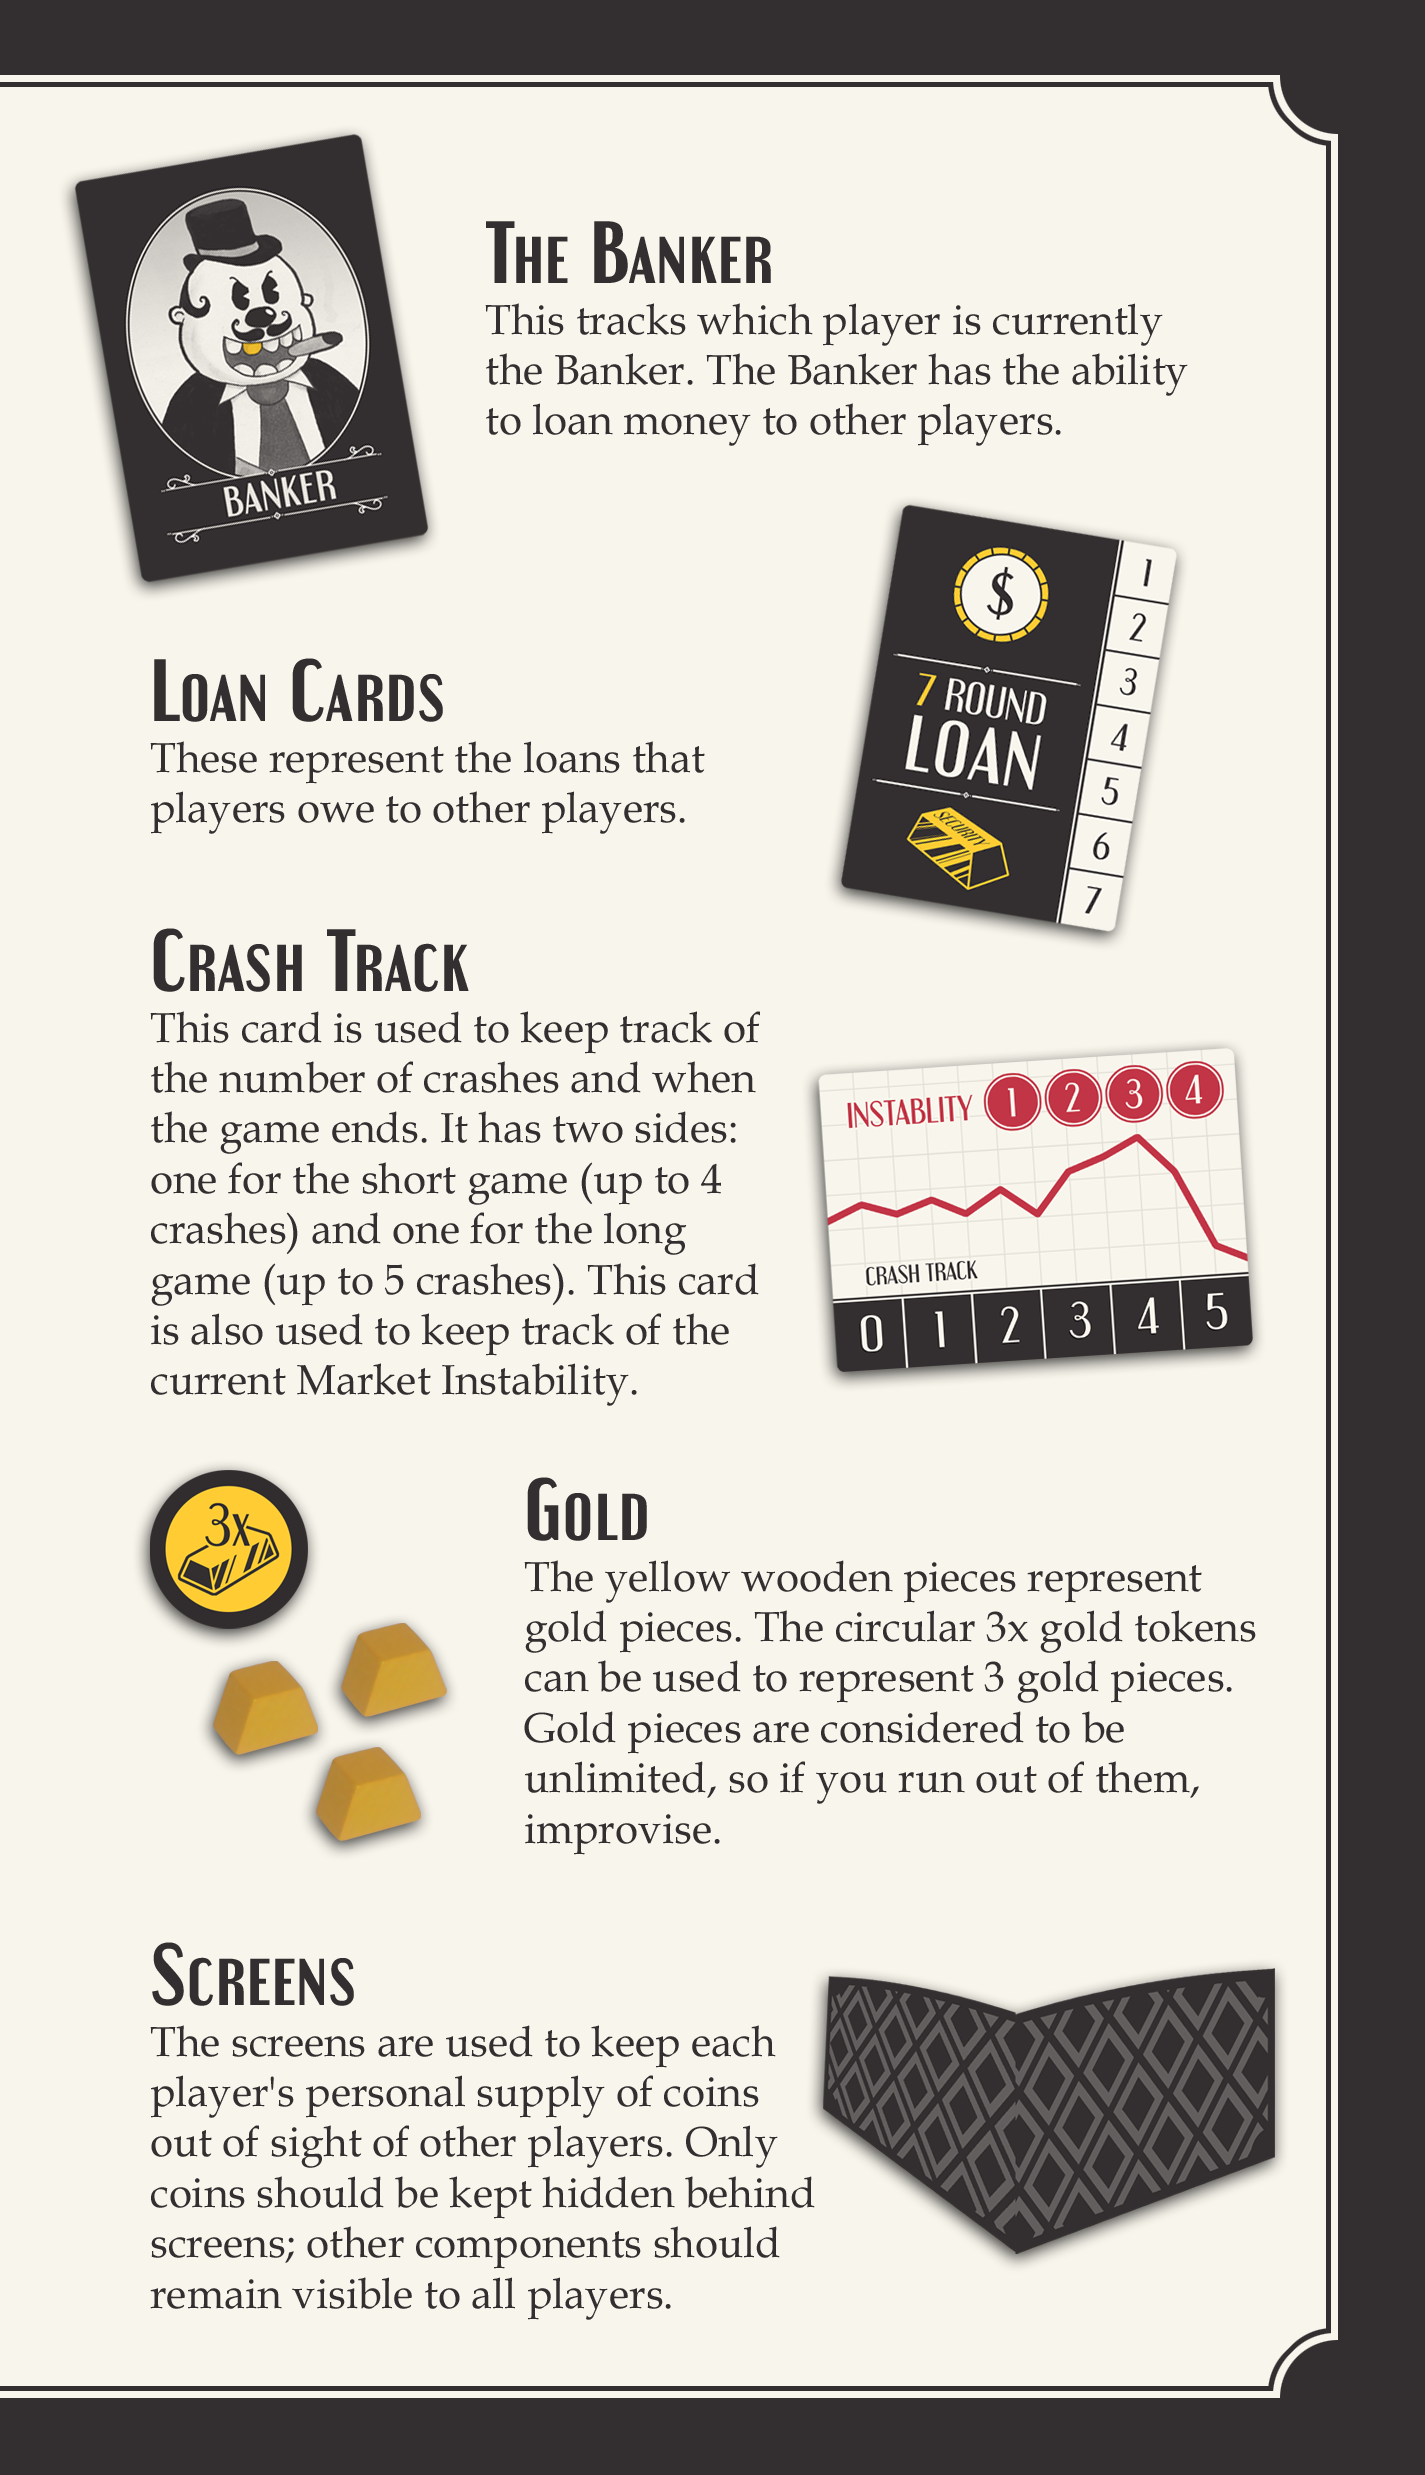 BANKER
THE BANKER
This tracks which player is currently
the Banker. The Banker has the ability
to loan money to other players.
$
7 ROUND
LOAN
SECURITY
1
2
3
4
5
6
7
LOAN CARDS
These represent the loans that
players owe to other players.
CRASH TRACK
This card is used to keep track of
the number of crashes and when
the game ends. It has two sides:
one for the short game (up to 4
crashes) and one for the long
game (up to 5 crashes). This card
is also used to keep track of the
current Market Instability.
INSTABLITY 1 2 3 4
CRASH TRACK
0 1 2 3 4 5
3x
GOLD
The yellow wooden pieces represent
gold pieces. The circular 3x gold tokens
can be used to represent 3 gold pieces.
Gold pieces are considered to be
unlimited, so if you run out of them,
improvise.
SCREENS
The screens are used to keep each
player's personal supply of coins
out of sight of other players. Only
coins should be kept hidden behind
screens; other components should
remain visible to all players.